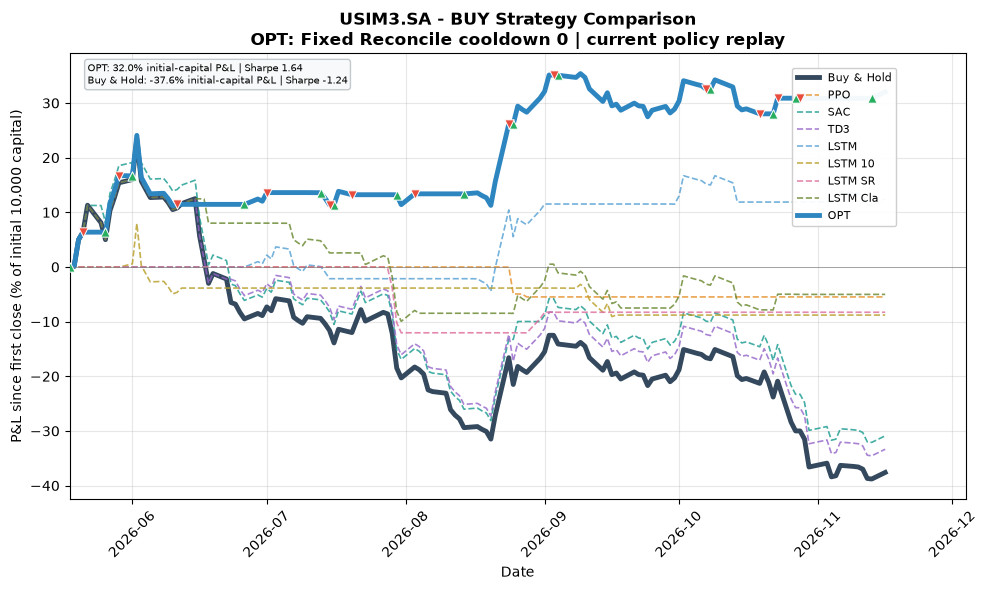 USIM3.SA - BUY Strategy Comparison
OPT: Fixed Reconcile cooldown 0 | current policy replay
OPT: 32.0% initial-capital P&L | Sharpe 1.64
Buy & Hold: -37.6% initial-capital P&L | Sharpe -1.24
Buy & Hold
PPO
SAC
TD3
LSTM
LSTM 10
LSTM SR
LSTM Cla
OPT
P&L since first close (% of initial 10,000 capital)
30
20
10
0
−10
−20
−30
−40
2026-06
2026-07
2026-08
2026-09
2026-10
2026-11
2026-12
Date